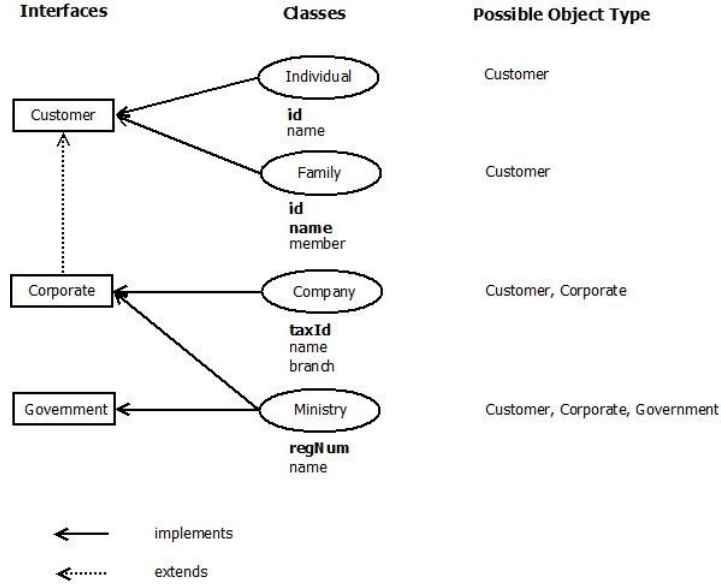 Interfaces Classes Possible Object Type
Individual Customer
Customer
id
name
Family Customer
id
name
member
Corporate Company Customer, Corporate
taxId
name
branch
Government Ministry Customer, Corporate, Government
regNum
name
implements
extends